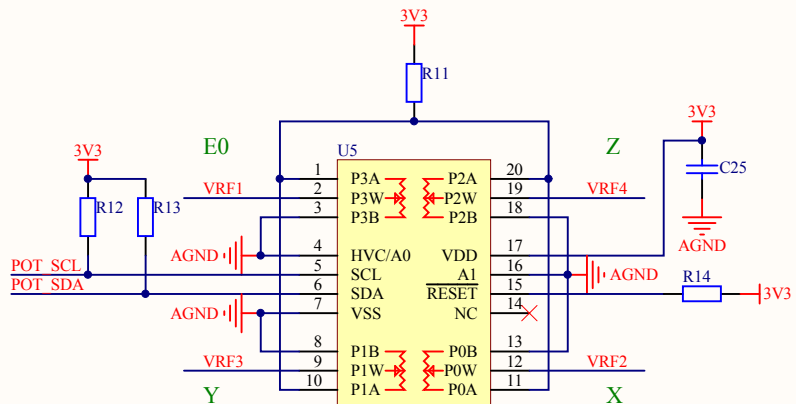 3V3
R11
E0
Z
U5
3V3
3V3
1 P3A P2A 20
C25
VRF1 2 P3W P2W 19 VRF4
R12 R13
3 P3B P2B 18
AGND
AGND 4 HVC/A0 VDD 17
POT_SCL 5 SCL A1 16 AGND
R14
POT_SDA 6 SDA RESET 15
3V3
AGND 7 VSS NC 14
8 P1B P0B 13
VRF3 9 P1W P0W 12 VRF2
10 P1A P0A 11
Y
X